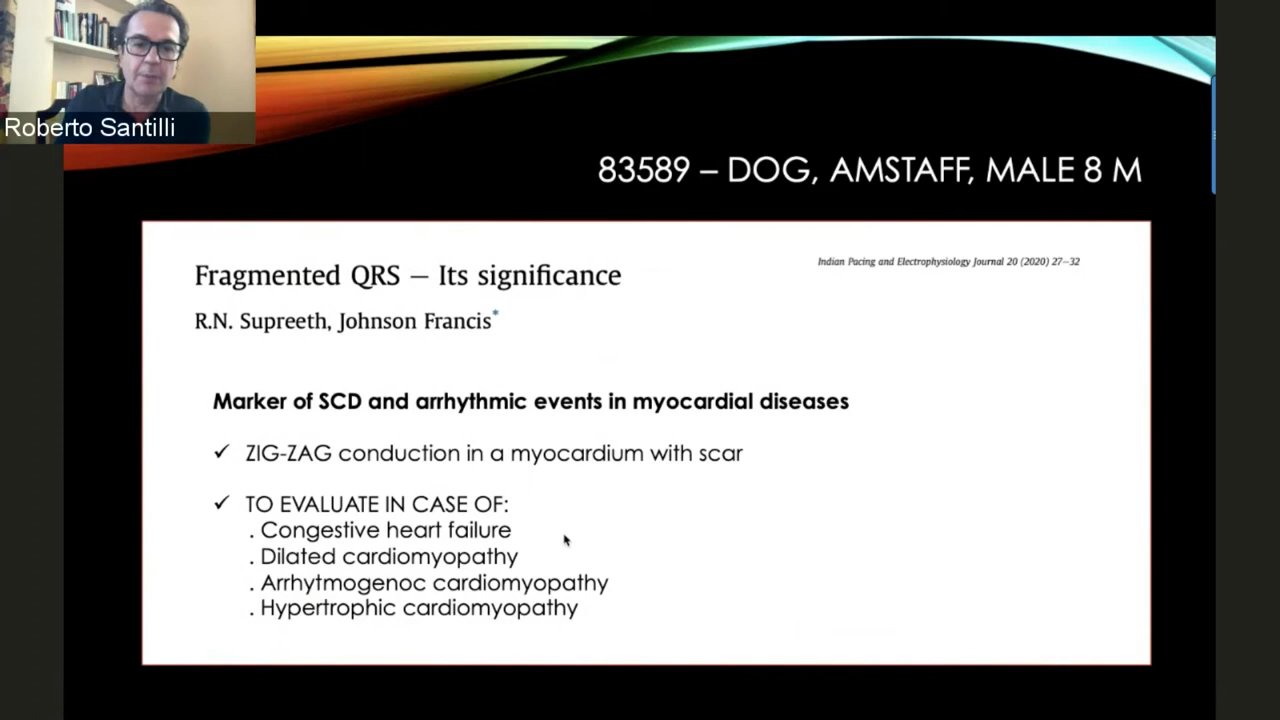 Roberto Santilli
83589 – DOG, AMSTAFF, MALE 8 M
Fragmented QRS – Its significance
Indian Pacing and Electrophysiology Journal 20 (2020) 27–32
R.N. Supreeth, Johnson Francis*
Marker of SCD and arrhythmic events in myocardial diseases
✓ ZIG-ZAG conduction in a myocardium with scar
✓ TO EVALUATE IN CASE OF:
. Congestive heart failure
. Dilated cardiomyopathy
. Arrhytmogenoc cardiomyopathy
. Hypertrophic cardiomyopathy